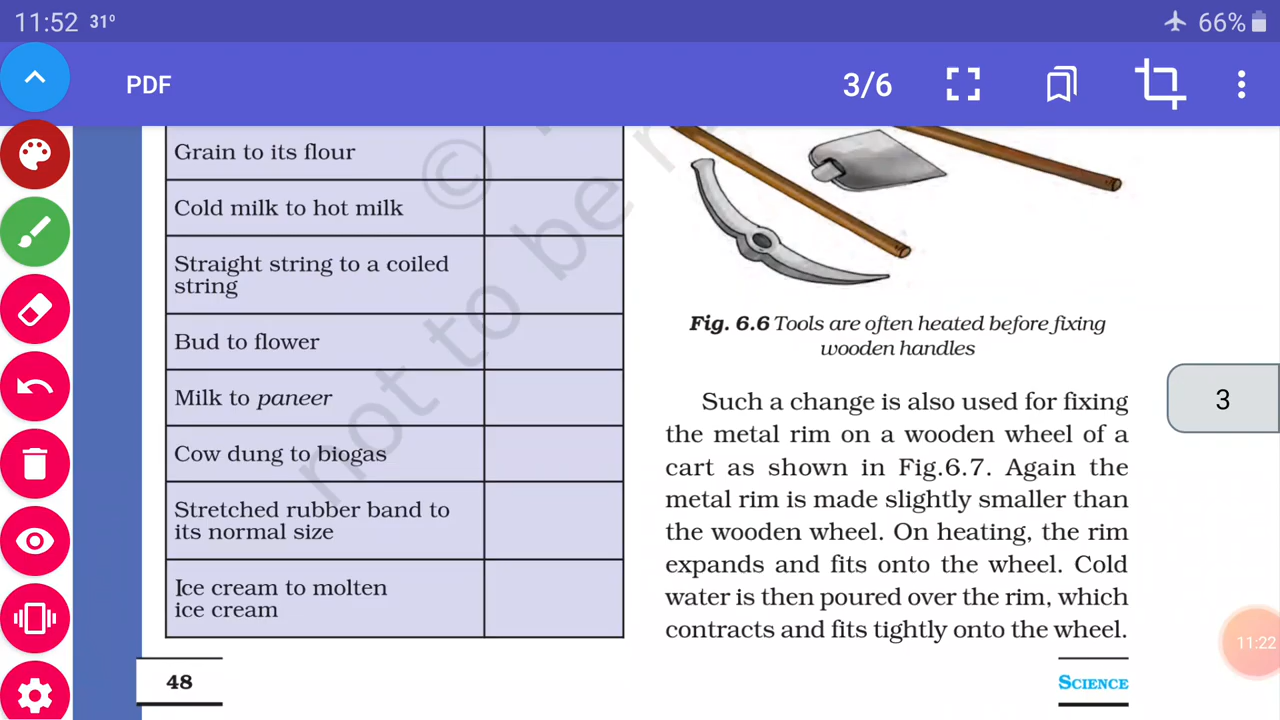 11:52 31°
66%
PDF
3/6
Grain to its flour
Cold milk to hot milk
Straight string to a coiled
string
Bud to flower
Milk to paneer
Cow dung to biogas
Stretched rubber band to
its normal size
Ice cream to molten
ice cream
48
©
not to be
Fig. 6.6 Tools are often heated before fixing
wooden handles
Such a change is also used for fixing
the metal rim on a wooden wheel of a
cart as shown in Fig.6.7. Again the
metal rim is made slightly smaller than
the wooden wheel. On heating, the rim
expands and fits onto the wheel. Cold
water is then poured over the rim, which
contracts and fits tightly onto the wheel.
SCIENCE
3
11:22